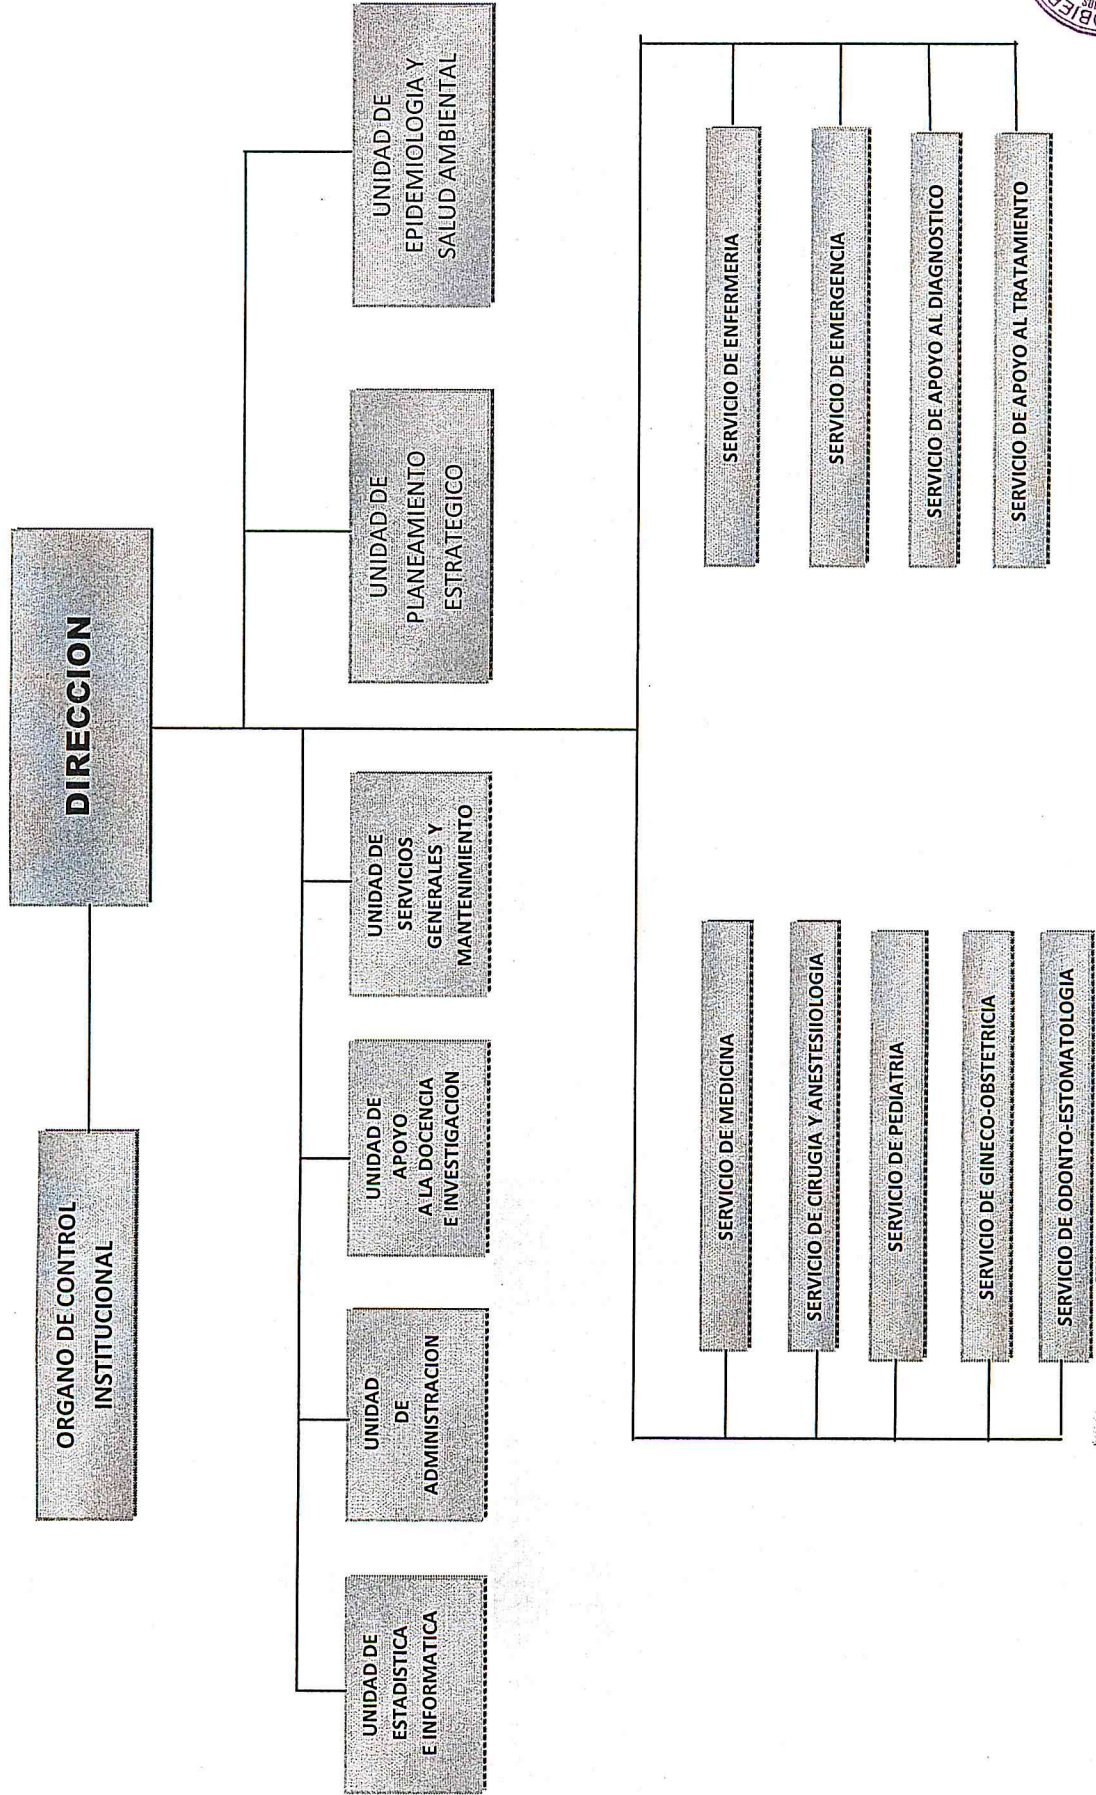 DIRECCION
ORGANO DE CONTROL
INSTITUCIONAL
UNIDAD DE
PLANEAMIENTO
ESTRATEGICO
UNIDAD DE
EPIDEMIOLOGIA Y
SALUD AMBIENTAL
UNIDAD DE
ESTADISTICA
E INFORMATICA
UNIDAD
DE
ADMINISTRACION
UNIDAD DE
APOYO
A LA DOCENCIA
E INVESTIGACION
UNIDAD DE
SERVICIOS
GENERALES Y
MANTENIMIENTO
SERVICIO DE MEDICINA
SERVICIO DE CIRUGIA Y ANESTESIIOLOGIA
SERVICIO DE PEDIATRIA
SERVICIO DE GINECO-OBSTETRICIA
SERVICIO DE ODONTO-ESTOMATOLOGIA
SERVICIO DE ENFERMERIA
SERVICIO DE EMERGENCIA
SERVICIO DE APOYO AL DIAGNOSTICO
SERVICIO DE APOYO AL TRATAMIENTO